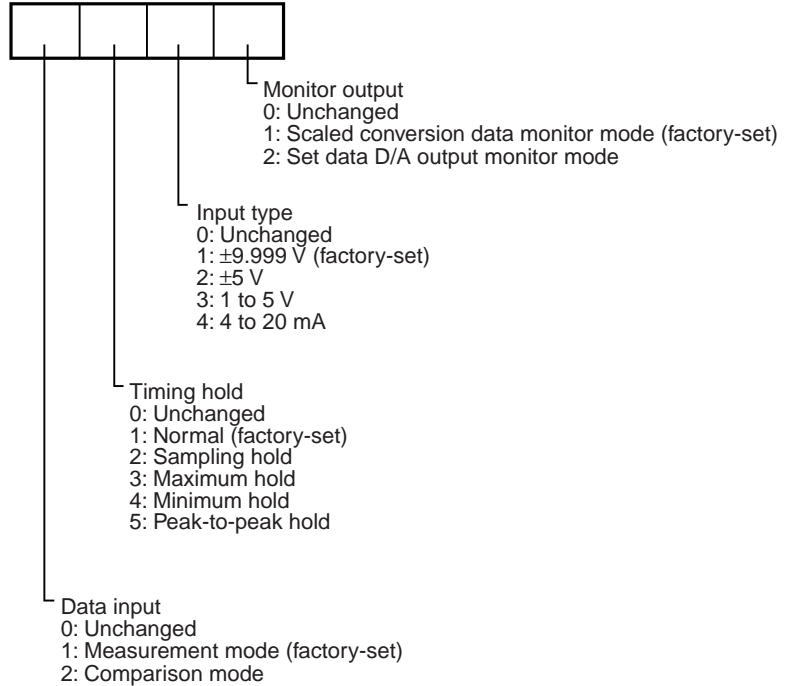 Monitor output
0: Unchanged
1: Scaled conversion data monitor mode (factory-set)
2: Set data D/A output monitor mode
Input type
0: Unchanged
1: ±9.999 V (factory-set)
2: ±5 V
3: 1 to 5 V
4: 4 to 20 mA
Timing hold
0: Unchanged
1: Normal (factory-set)
2: Sampling hold
3: Maximum hold
4: Minimum hold
5: Peak-to-peak hold
Data input
0: Unchanged
1: Measurement mode (factory-set)
2: Comparison mode